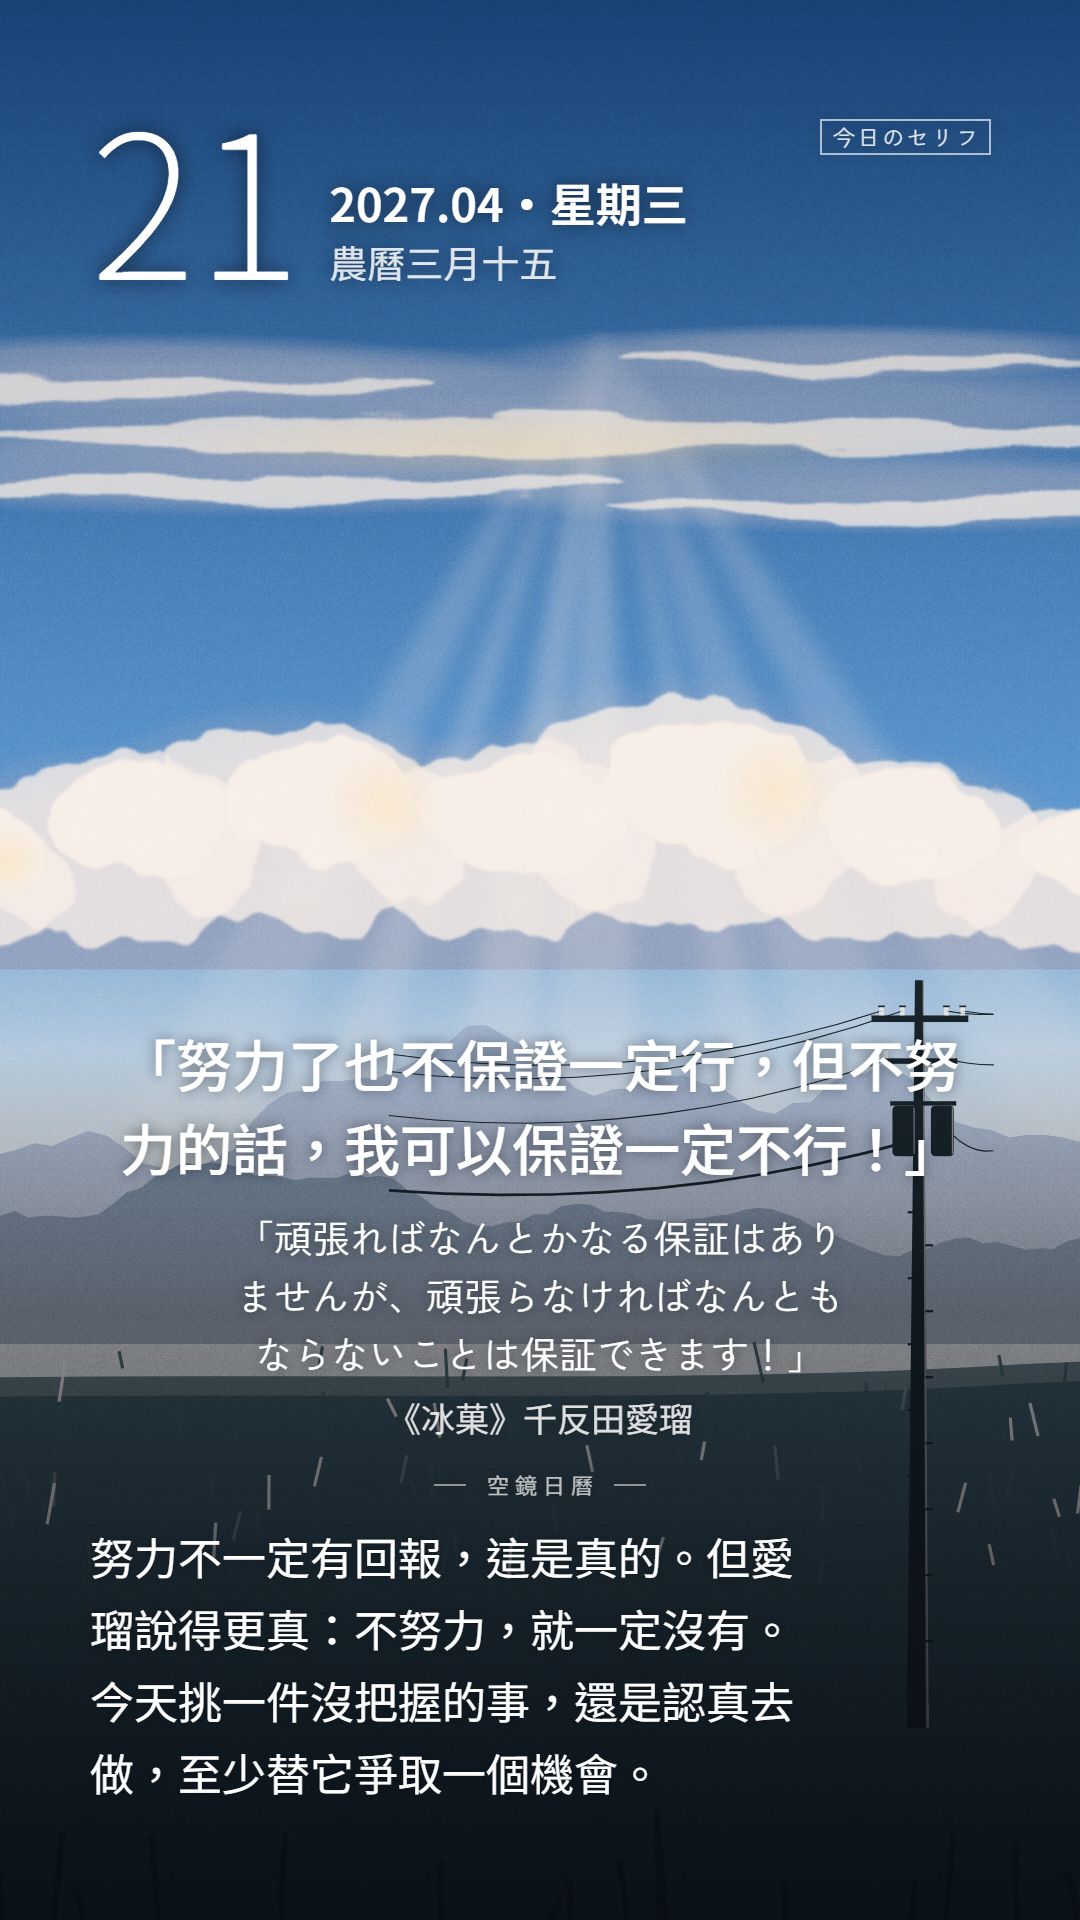 21
今日のセリフ
2027.04・星期三
農曆三月十五
「努力了也不保證一定行，但不努
力的話，我可以保證一定不行！」
「頑張ればなんとかなる保証はあり
ませんが、頑張らなければなんとも
ならないことは保証できます！」
《冰菓》千反田愛瑠
空鏡日曆
努力不一定有回報，這是真的。但愛
瑠說得更真：不努力，就一定沒有。
今天挑一件沒把握的事，還是認真去
做，至少替它爭取一個機會。